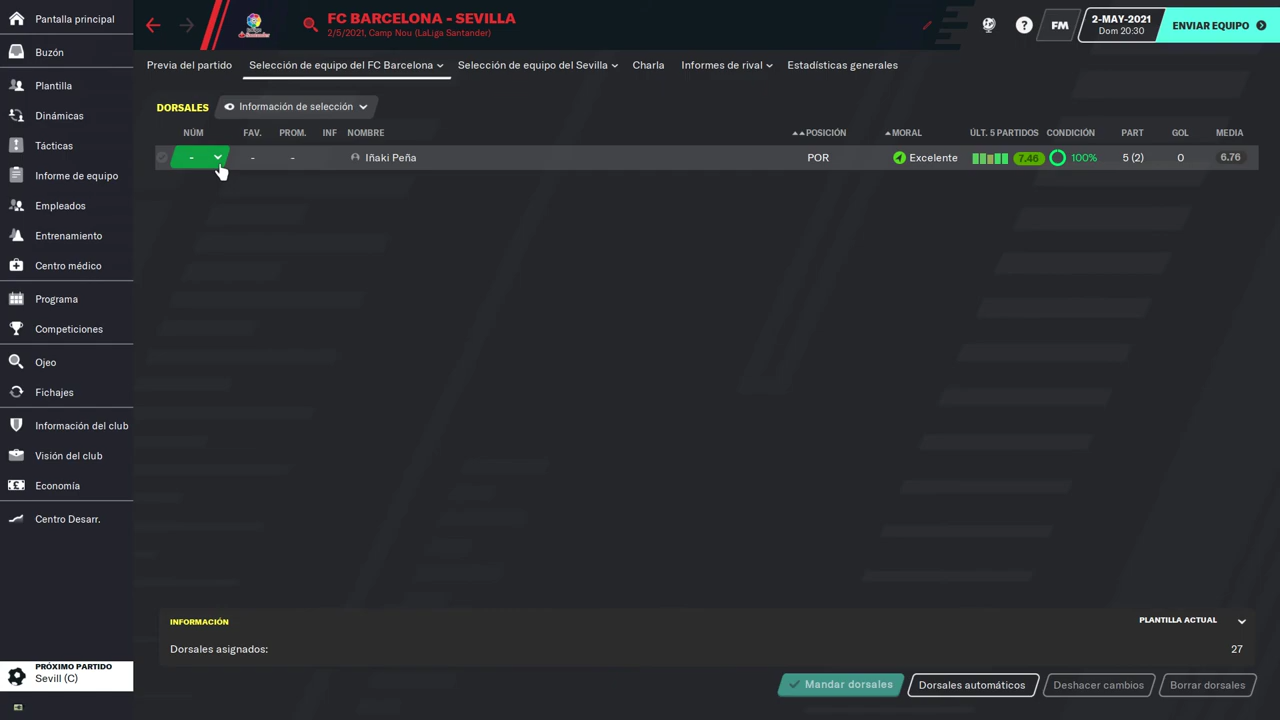 Pantalla principal
Buzón
Plantilla
Dinámicas
Tácticas
Informe de equipo
Empleados
Entrenamiento
Centro médico
Programa
Competiciones
Ojeo
Fichajes
Información del club
Visión del club
Economía
Centro Desarr.
PRÓXIMO PARTIDO
Sevill (C)
FC BARCELONA - SEVILLA
2/5/2021, Camp Nou (LaLiga Santander)
FM
2-MAY-2021
Dom 20:30
ENVIAR EQUIPO
Previa del partido Selección de equipo del FC Barcelona Selección de equipo del Sevilla Charla Informes de rival Estadísticas generales
DORSALES Información de selección
NÚM FAV. PROM. INF NOMBRE POSICIÓN MORAL ÚLT. 5 PARTIDOS CONDICIÓN PART GOL MEDIA
- - - Iñaki Peña POR Excelente 7.46 100% 5 (2) 0 6.76
INFORMACIÓN PLANTILLA ACTUAL
Dorsales asignados: 27
Mandar dorsales Dorsales automáticos Deshacer cambios Borrar dorsales